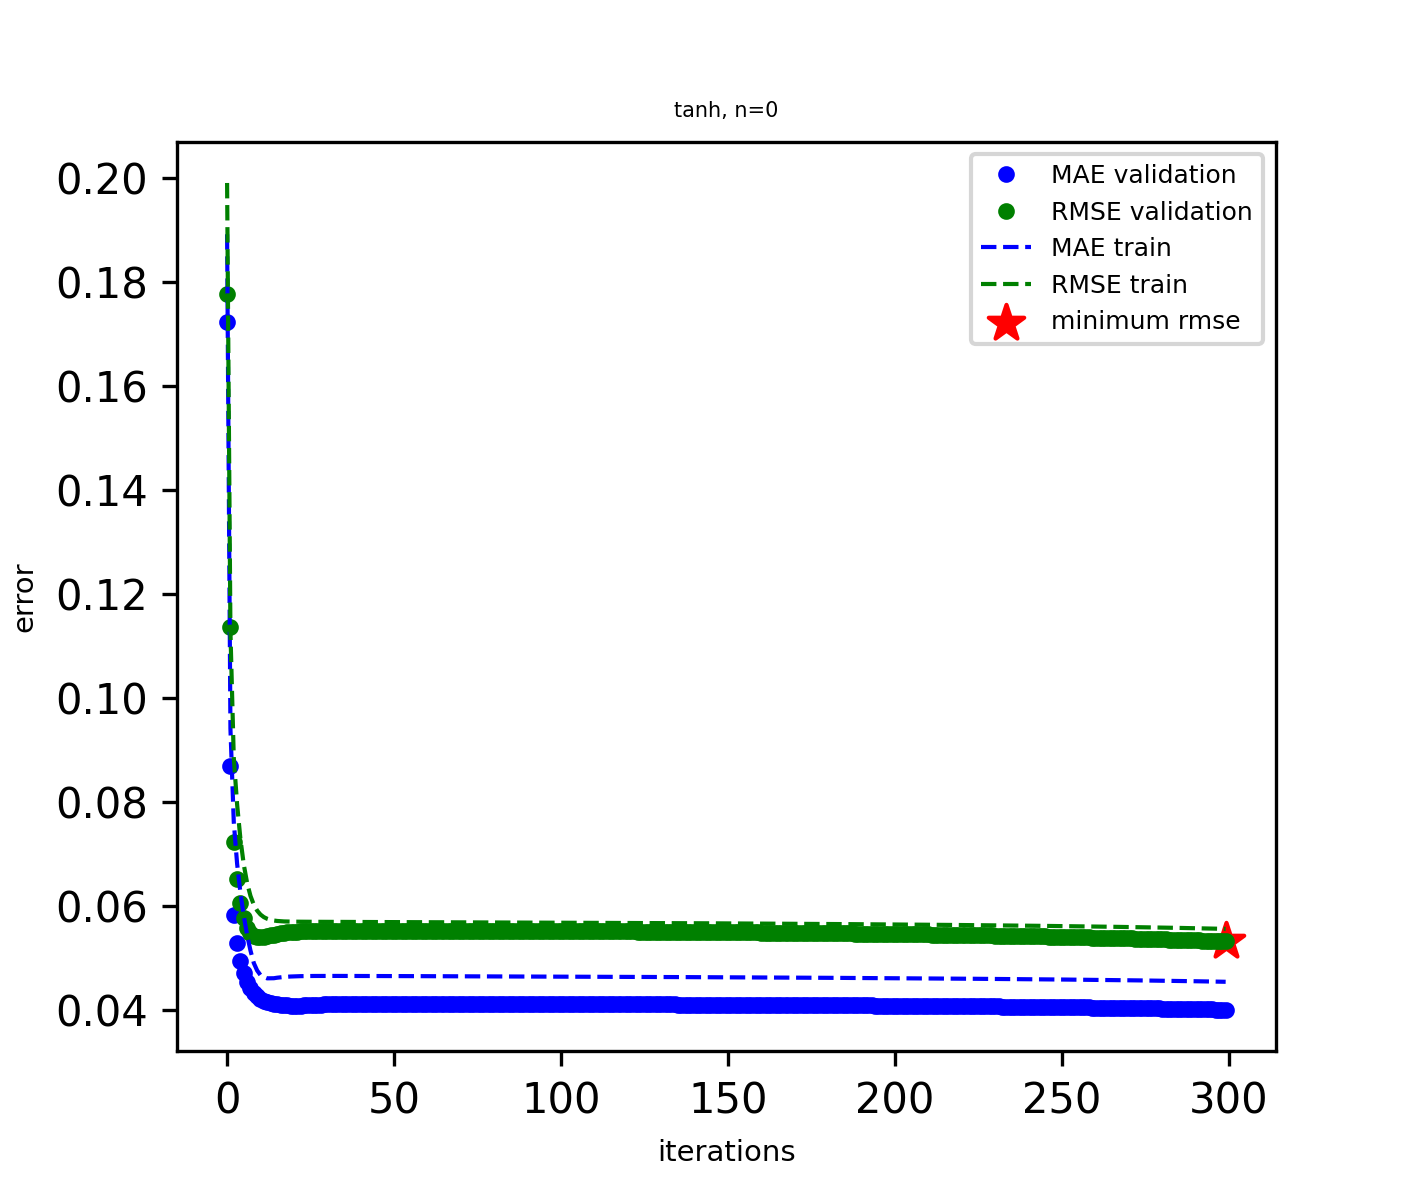 tanh, n=0
MAE validation
RMSE validation
MAE train
RMSE train
minimum rmse
error
0.20
0.18
0.16
0.14
0.12
0.10
0.08
0.06
0.04
0 50 100 150 200 250 300
iterations